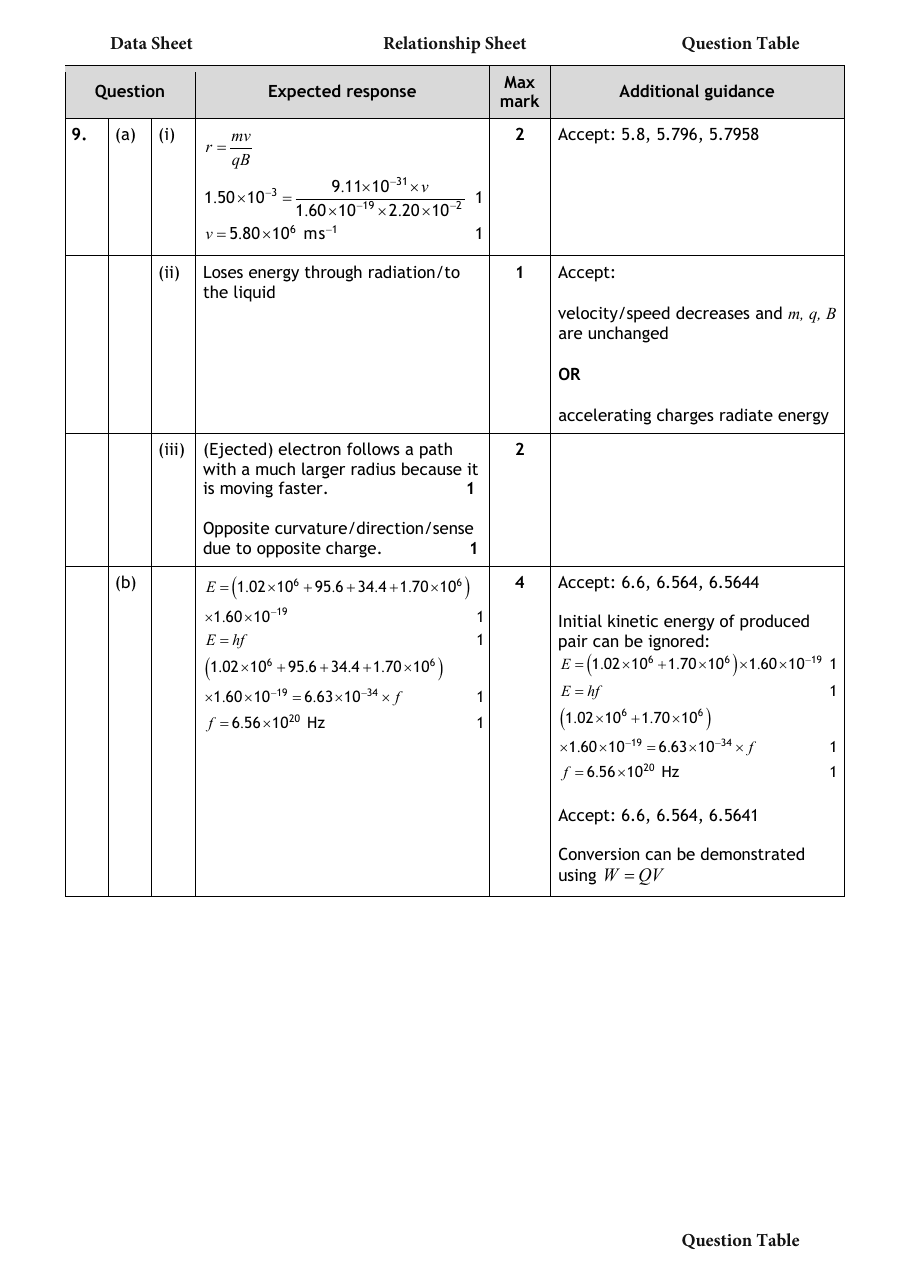 Data Sheet Relationship Sheet Question Table
Question Expected response Max mark Additional guidance
9. (a) (i) r = mv/qB 2 Accept: 5.8, 5.796, 5.7958
1.50×10⁻³ = 9.11×10⁻³¹×v / 1.60×10⁻¹⁹×2.20×10⁻² 1
v = 5.80×10⁶ ms⁻¹ 1
(ii) Loses energy through radiation/to
the liquid
1
Accept:
velocity/speed decreases and m, q, B
are unchanged
OR
accelerating charges radiate energy
(iii) (Ejected) electron follows a path
with a much larger radius because it
is moving faster. 1
Opposite curvature/direction/sense
due to opposite charge. 1
2
(b) E = (1.02×10⁶ + 95.6 + 34.4 + 1.70×10⁶)
×1.60×10⁻¹⁹ 1
E = hf 1
(1.02×10⁶ + 95.6 + 34.4 + 1.70×10⁶)
×1.60×10⁻¹⁹ = 6.63×10⁻³⁴ × f 1
f = 6.56×10²⁰ Hz 1
4
Accept: 6.6, 6.564, 6.5644
Initial kinetic energy of produced
pair can be ignored:
E = (1.02×10⁶ + 1.70×10⁶)×1.60×10⁻¹⁹ 1
E = hf 1
(1.02×10⁶ + 1.70×10⁶)
×1.60×10⁻¹⁹ = 6.63×10⁻³⁴ × f 1
f = 6.56×10²⁰ Hz 1
Accept: 6.6, 6.564, 6.5641
Conversion can be demonstrated
using W = QV
Question Table